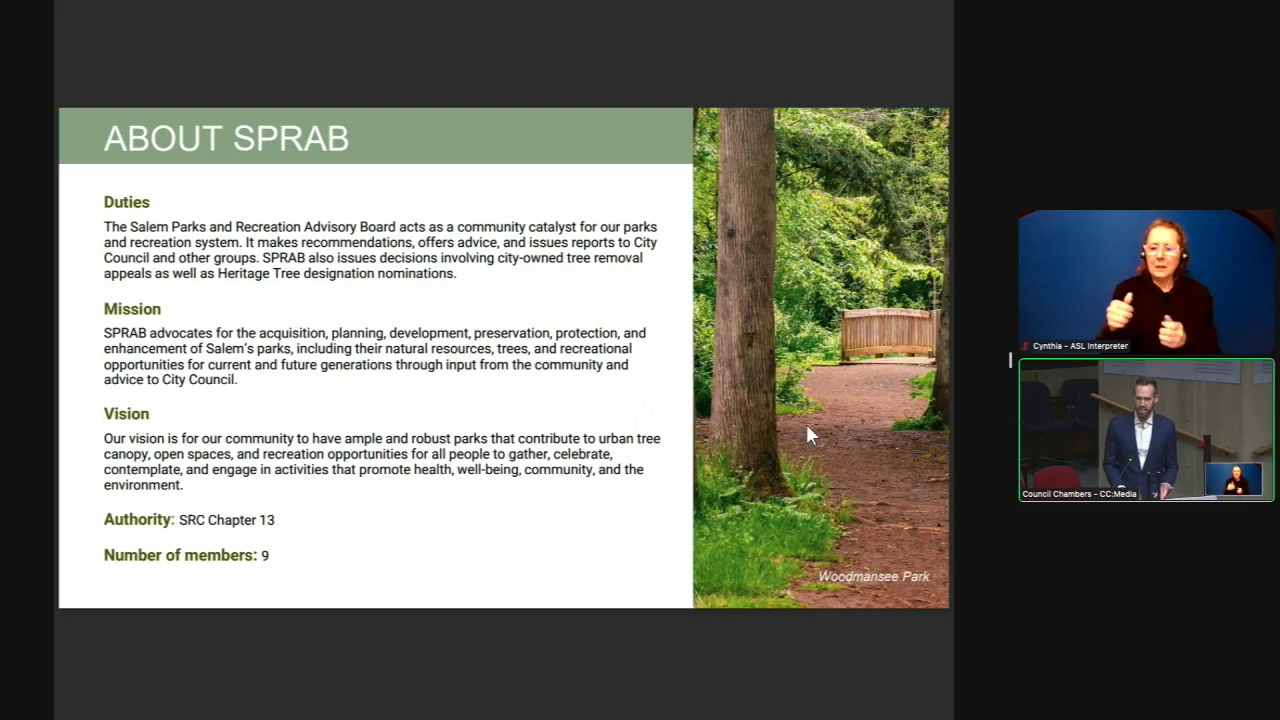 ABOUT SPRAB
Duties
The Salem Parks and Recreation Advisory Board acts as a community catalyst for our parks
and recreation system. It makes recommendations, offers advice, and issues reports to City
Council and other groups. SPRAB also issues decisions involving city-owned tree removal
appeals as well as Heritage Tree designation nominations.
Mission
SPRAB advocates for the acquisition, planning, development, preservation, protection, and
enhancement of Salem's parks, including their natural resources, trees, and recreational
opportunities for current and future generations through input from the community and
advice to City Council.
Vision
Our vision is for our community to have ample and robust parks that contribute to urban tree
canopy, open spaces, and recreation opportunities for all people to gather, celebrate,
contemplate, and engage in activities that promote health, well-being, community, and the
environment.
Authority: SRC Chapter 13
Number of members: 9
Woodmansee Park
Cynthia - ASL Interpreter
Council Chambers - CC:Media